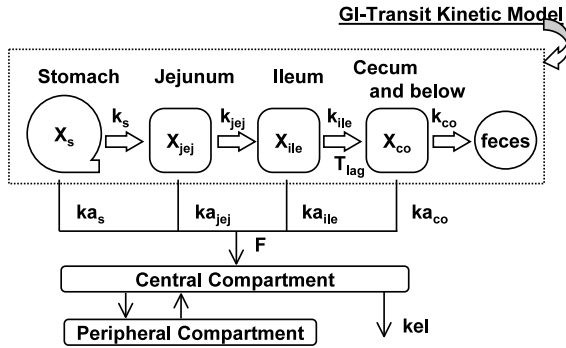 GI-Transit Kinetic Model
Stomach Jejunum Ileum Cecum and below
k_s k_jej k_ile k_co
X_s X_jej X_ile X_co feces
T_lag
ka_s ka_jej ka_ile ka_co
F
Central Compartment
kel
Peripheral Compartment